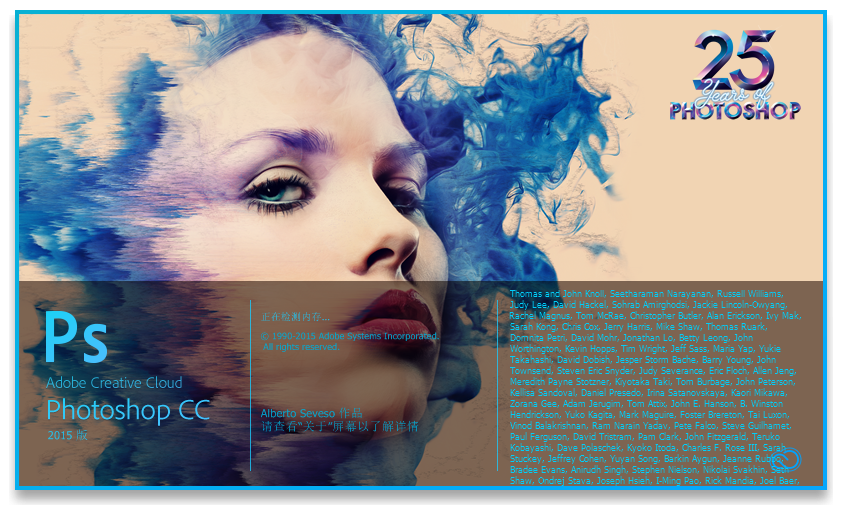 25
Years of
PHOTOSHOP
Ps
Adobe Creative Cloud
Photoshop CC
2015 版
正在检测内存...
© 1990-2015 Adobe Systems Incorporated.
All rights reserved.
Alberto Seveso 作品
请查看“关于”屏幕以了解详情
Thomas and John Knoll, Seetharaman Narayanan, Russell Williams,
Judy Lee, David Hackel, Sohrab Amirghodsi, Jackie Lincoln-Owyang,
Rachel Magnus, Tom McRae, Christopher Butler, Alan Erickson, Ivy Mak,
Sarah Kong, Chris Cox, Jerry Harris, Mike Shaw, Thomas Ruark,
Domnita Petri, David Mohr, Jonathan Lo, Betty Leong, John
Worthington, Kevin Hopps, Tim Wright, Jeff Sass, Maria Yap, Yukie
Takahashi, David Dobish, Jesper Storm Bache, Barry Young, John
Townsend, Steven Eric Snyder, Judy Severance, Eric Floch, Allen Jeng,
Meredith Payne Stotzner, Kiyotaka Taki, Tom Burbage, John Peterson,
Kellisa Sandoval, Daniel Presedo, Irina Satanovskaya, Kaori Mikawa,
Zorana Gee, Adam Jerugim, Tom Attix, John E. Hanson, B. Winston
Hendrickson, Yuko Kagita, Mark Maguire, Foster Brereton, Tai Luxon,
Vinod Balakrishnan, Ram Narain Yadav, Pete Falco, Steve Guilhamet,
Paul Ferguson, David Tristram, Pam Clark, John Fitzgerald, Teruko
Kobayashi, Dave Polaschek, Kyoko Itoda, Charles F. Rose III, Sarah
Stuckey, Jeffrey Cohen, Yuyan Song, Barkin Aygun, Jeanne Rubbo,
Bradee Evans, Anirudh Singh, Stephen Nielson, Nikolai Svakhin, Seth
Shaw, Ondrej Stava, Joseph Hsieh, I-Ming Pao, Rick Mandia, Joel Baer,